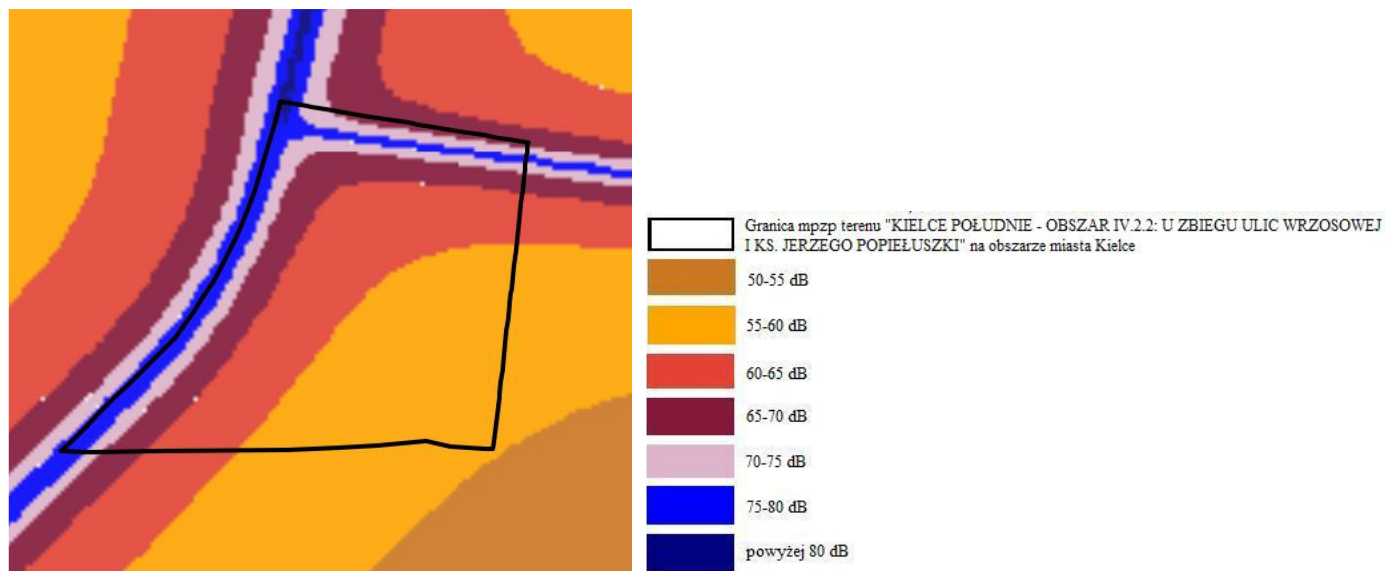 Granica mpzp terenu "KIELCE POŁUDNIE - OBSZAR IV.2.2: U ZBIEGU ULIC WRZOSOWEJ
I KS. JERZEGO POPIEŁUSZKI" na obszarze miasta Kielce
50-55 dB
55-60 dB
60-65 dB
65-70 dB
70-75 dB
75-80 dB
powyżej 80 dB